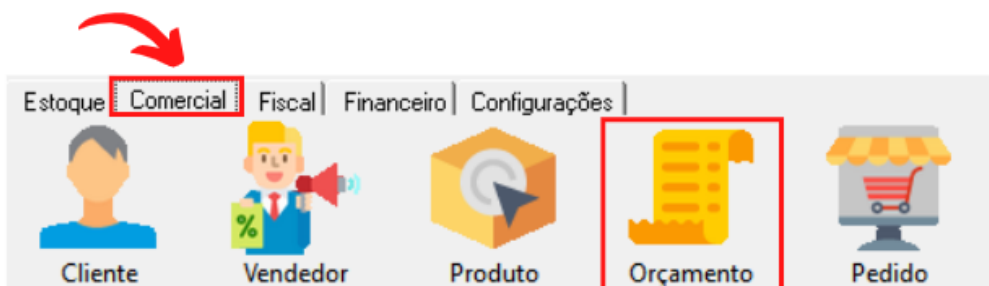 Estoque Comercial Fiscal Financeiro Configurações
%
Cliente Vendedor Produto Orçamento Pedido